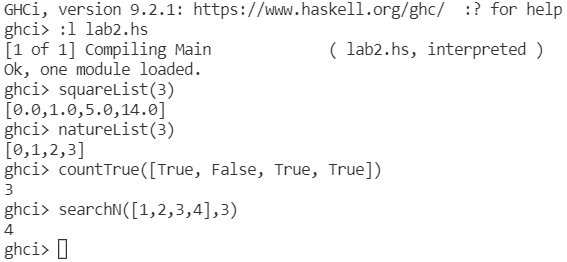 GHCi, version 9.2.1: https://www.haskell.org/ghc/  :? for help
ghci> :l lab2.hs
[1 of 1] Compiling Main             ( lab2.hs, interpreted )
Ok, one module loaded.
ghci> squareList(3)
[0.0,1.0,5.0,14.0]
ghci> natureList(3)
[0,1,2,3]
ghci> countTrue([True, False, True, True])
3
ghci> searchN([1,2,3,4],3)
4
ghci>